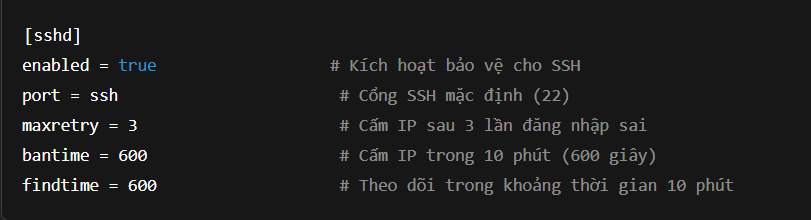 [sshd]
enabled = true # Kích hoạt bảo vệ cho SSH
port = ssh # Cổng SSH mặc định (22)
maxretry = 3 # Cấm IP sau 3 lần đăng nhập sai
bantime = 600 # Cấm IP trong 10 phút (600 giây)
findtime = 600 # Theo dõi trong khoảng thời gian 10 phút